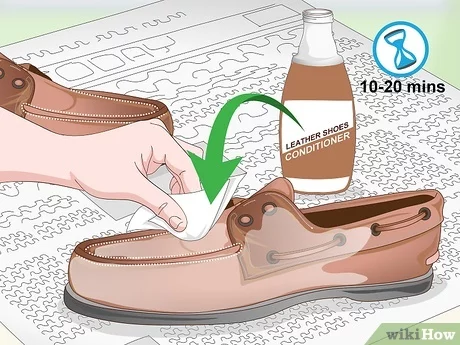 10-20 mins
LEATHER SHOES
CONDITIONER
wikiHow